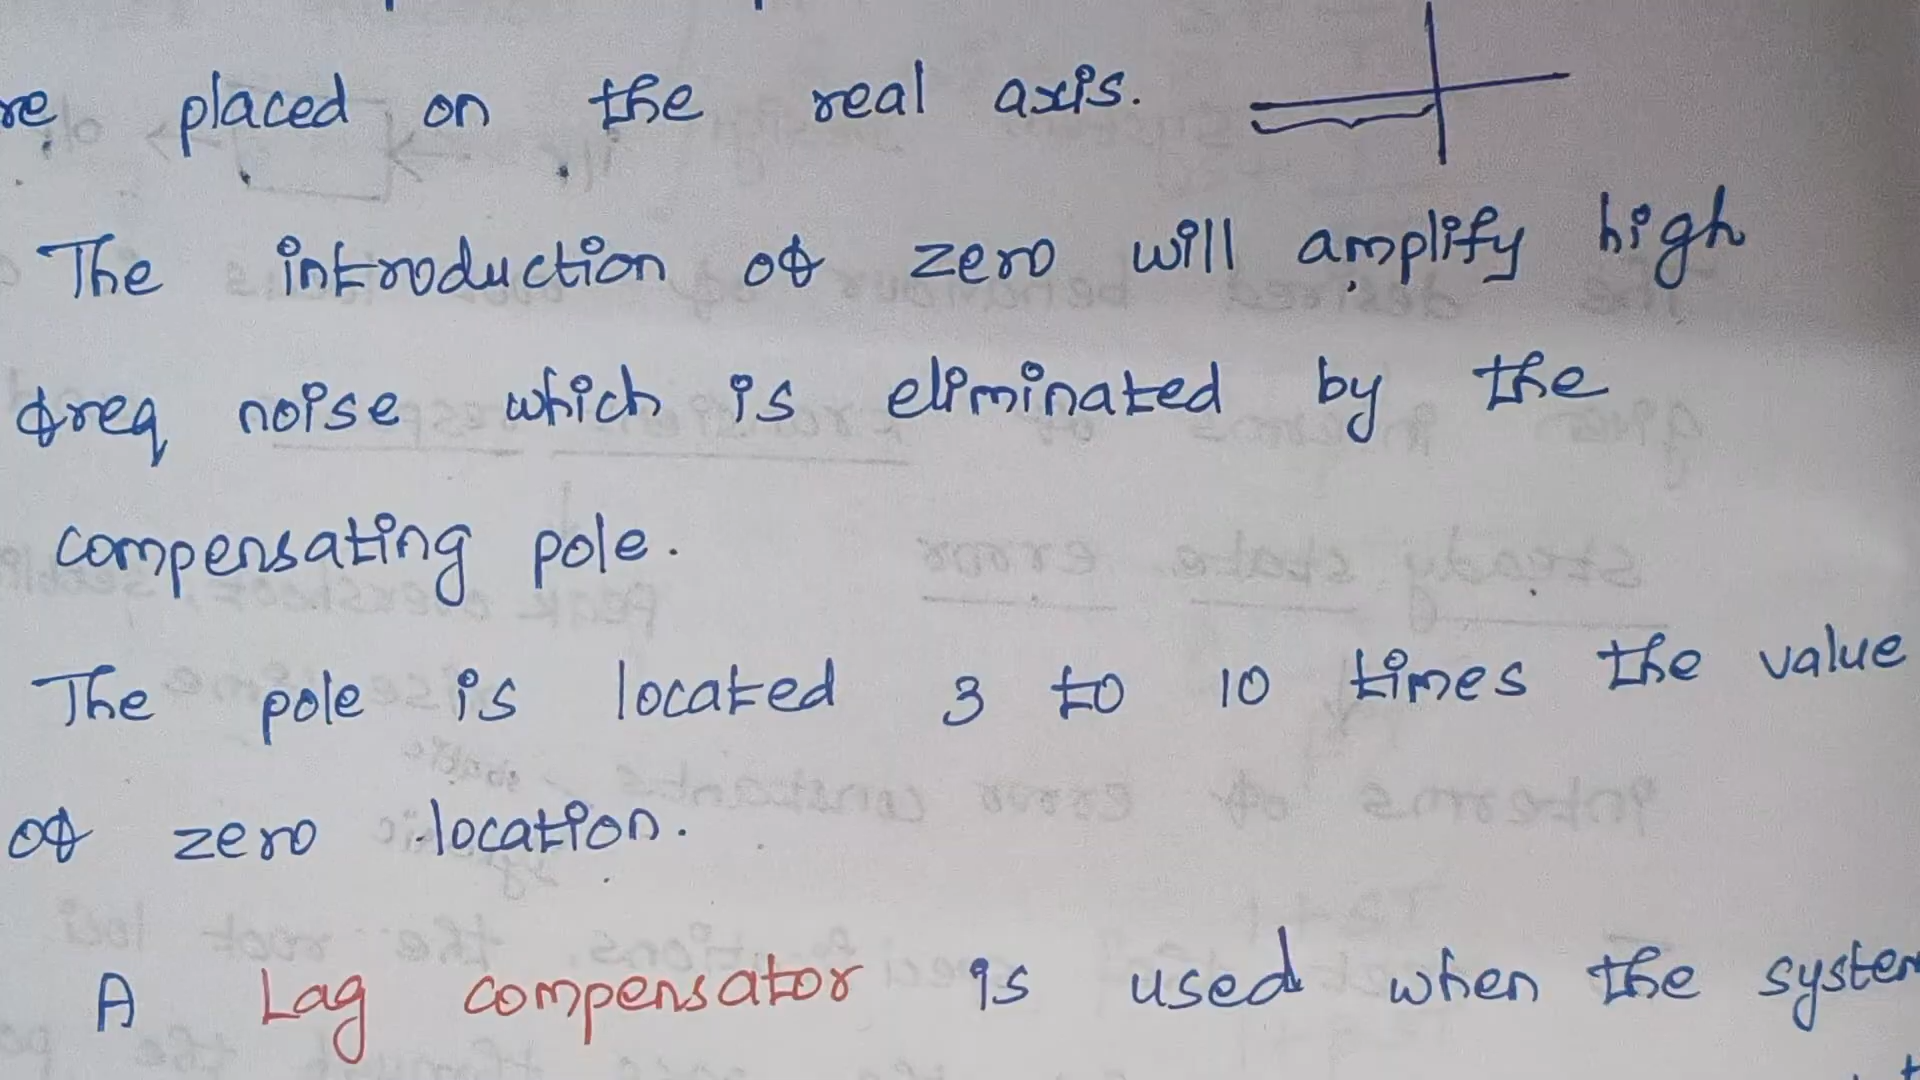 re placed on the real axis.
The introduction of zero will amplify high
freq noise which is eliminated by the
compensating pole.
The pole is located 3 to 10 times the value
of zero location.
A Lag compensator is used when the system